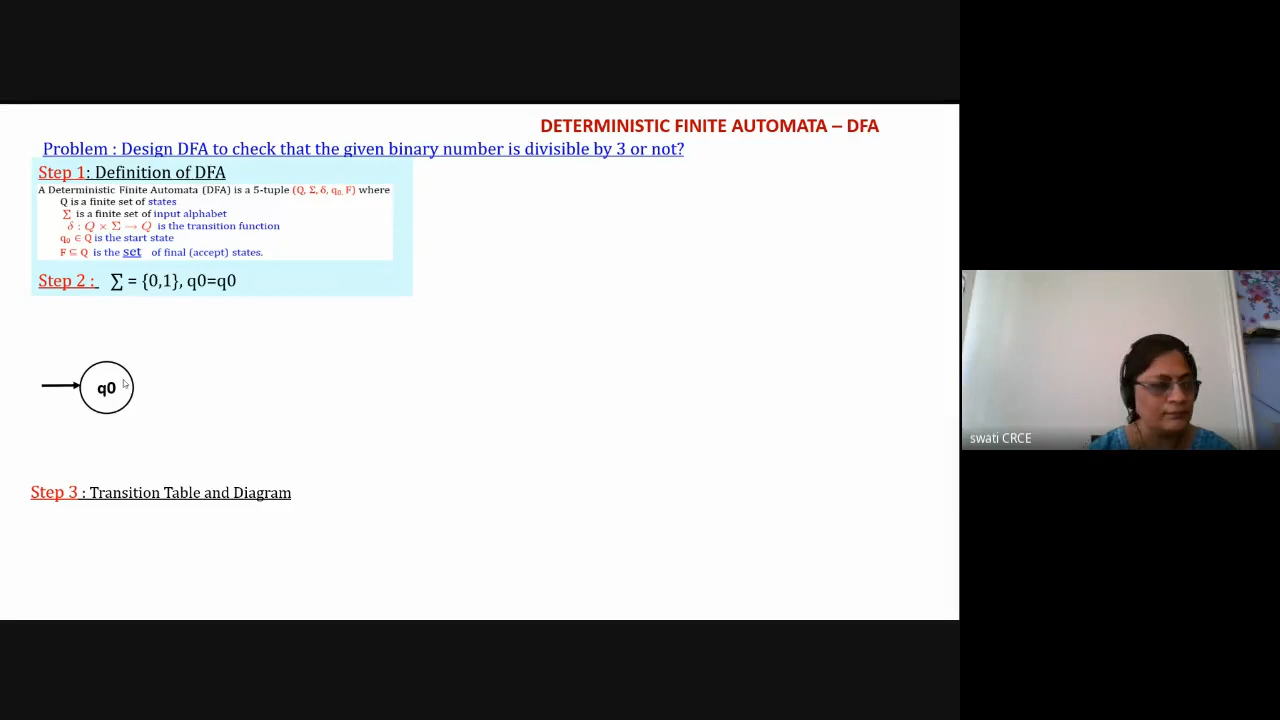 DETERMINISTIC FINITE AUTOMATA – DFA
Problem : Design DFA to check that the given binary number is divisible by 3 or not?
Step 1: Definition of DFA
A Deterministic Finite Automata (DFA) is a 5-tuple (Q, Σ, δ, q₀, F) where
Q is a finite set of states
Σ is a finite set of input alphabet
δ : Q × Σ → Q is the transition function
q₀ ∈ Q is the start state
F ⊆ Q is the set of final (accept) states.
Step 2 : ∑ = {0,1}, q0=q0
q0
swati CRCE
Step 3 : Transition Table and Diagram